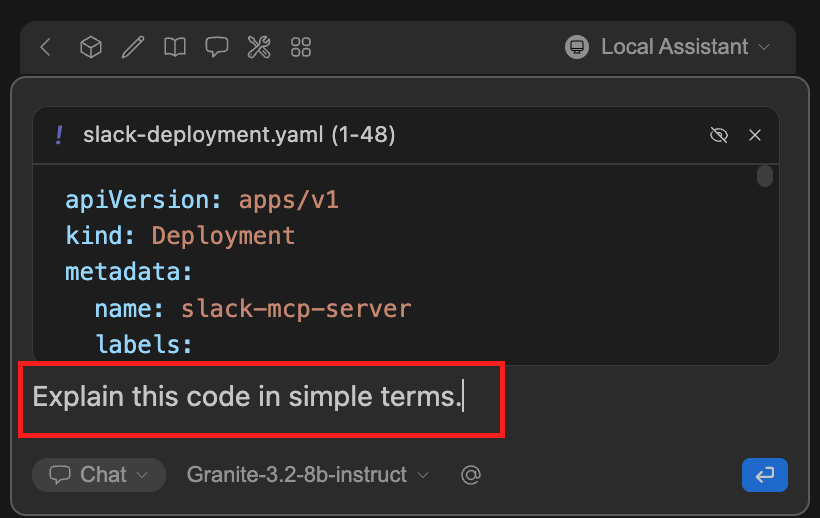 Local Assistant
! slack-deployment.yaml (1-48)
apiVersion: apps/v1
kind: Deployment
metadata:
  name: slack-mcp-server
  labels:
Explain this code in simple terms.
Chat Granite-3.2-8b-instruct @